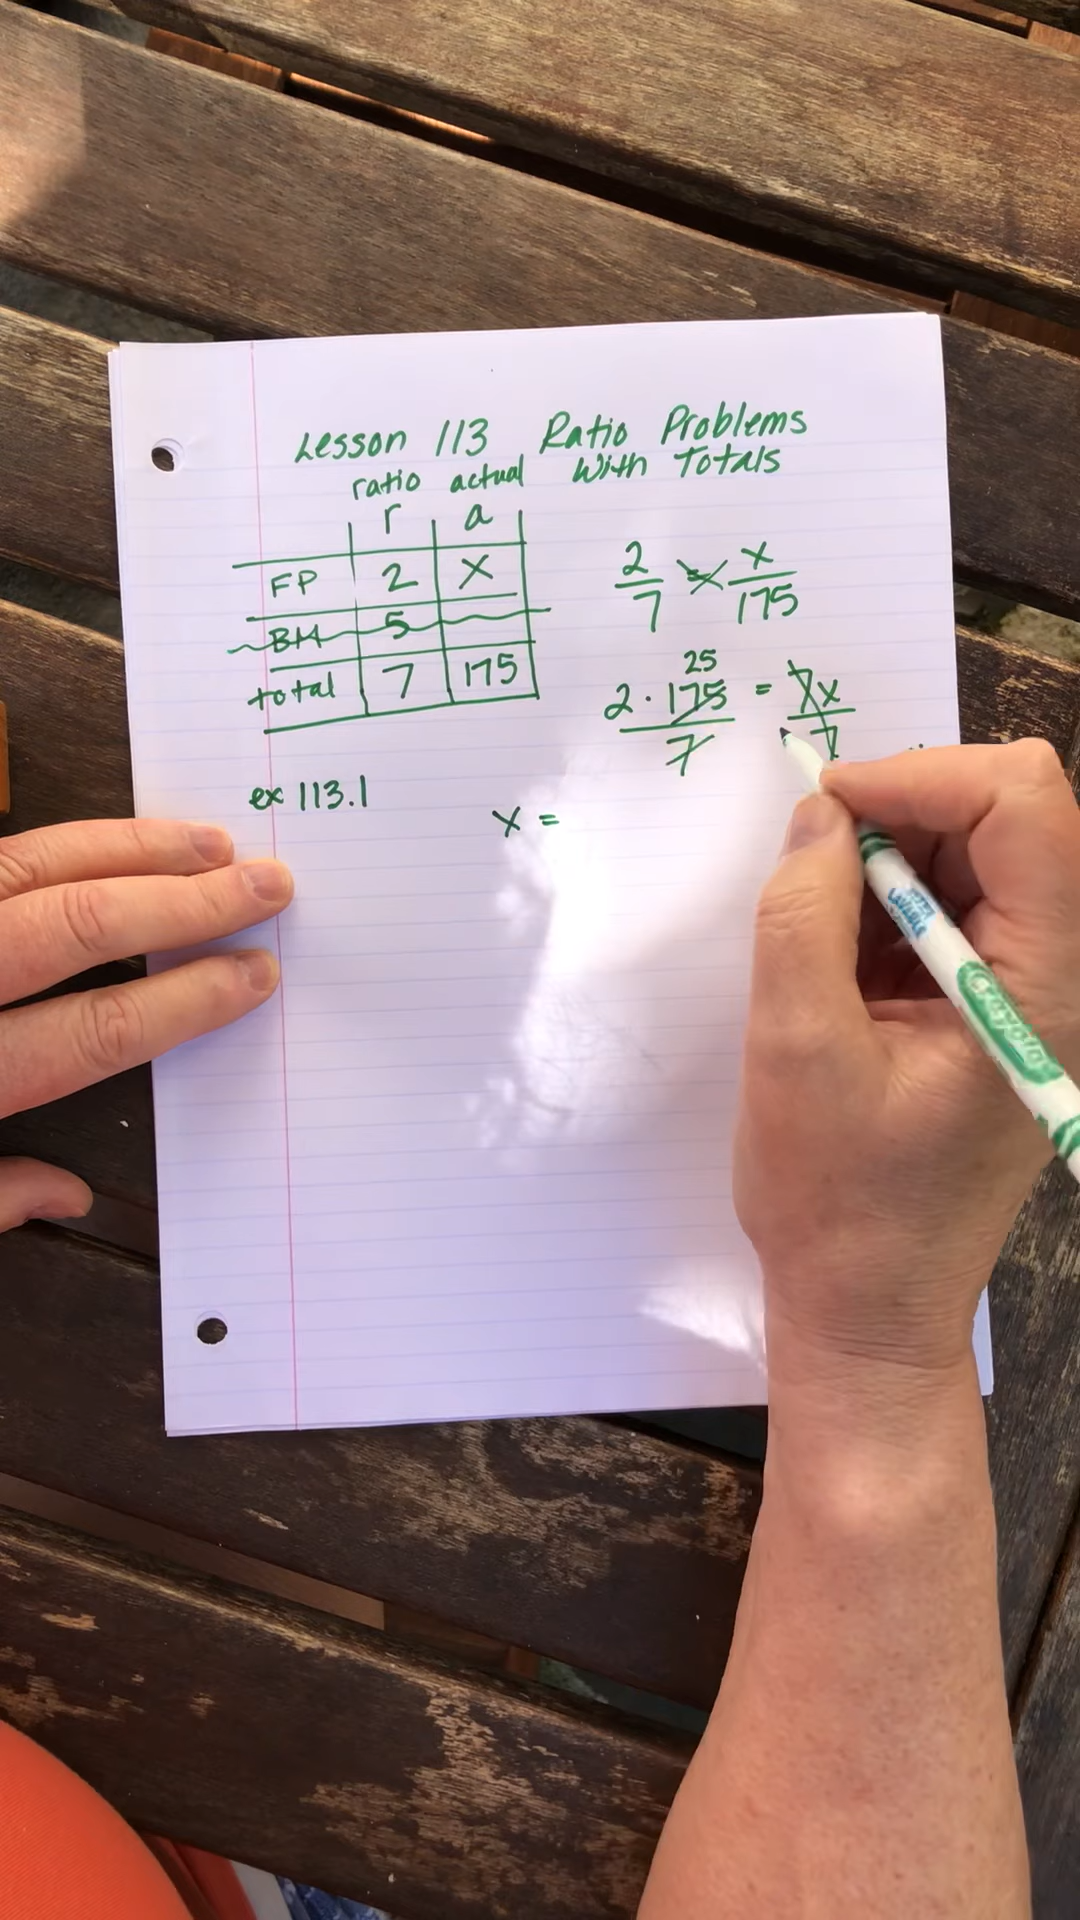 Lesson 113 Ratio Problems
With Totals
ratio actual
r a
FP 2 X
BM 5
total 7 175
2/7 = x/175
25
2 · 175 / 7 = 7x / 7
ex 113.1
x =
Crayola